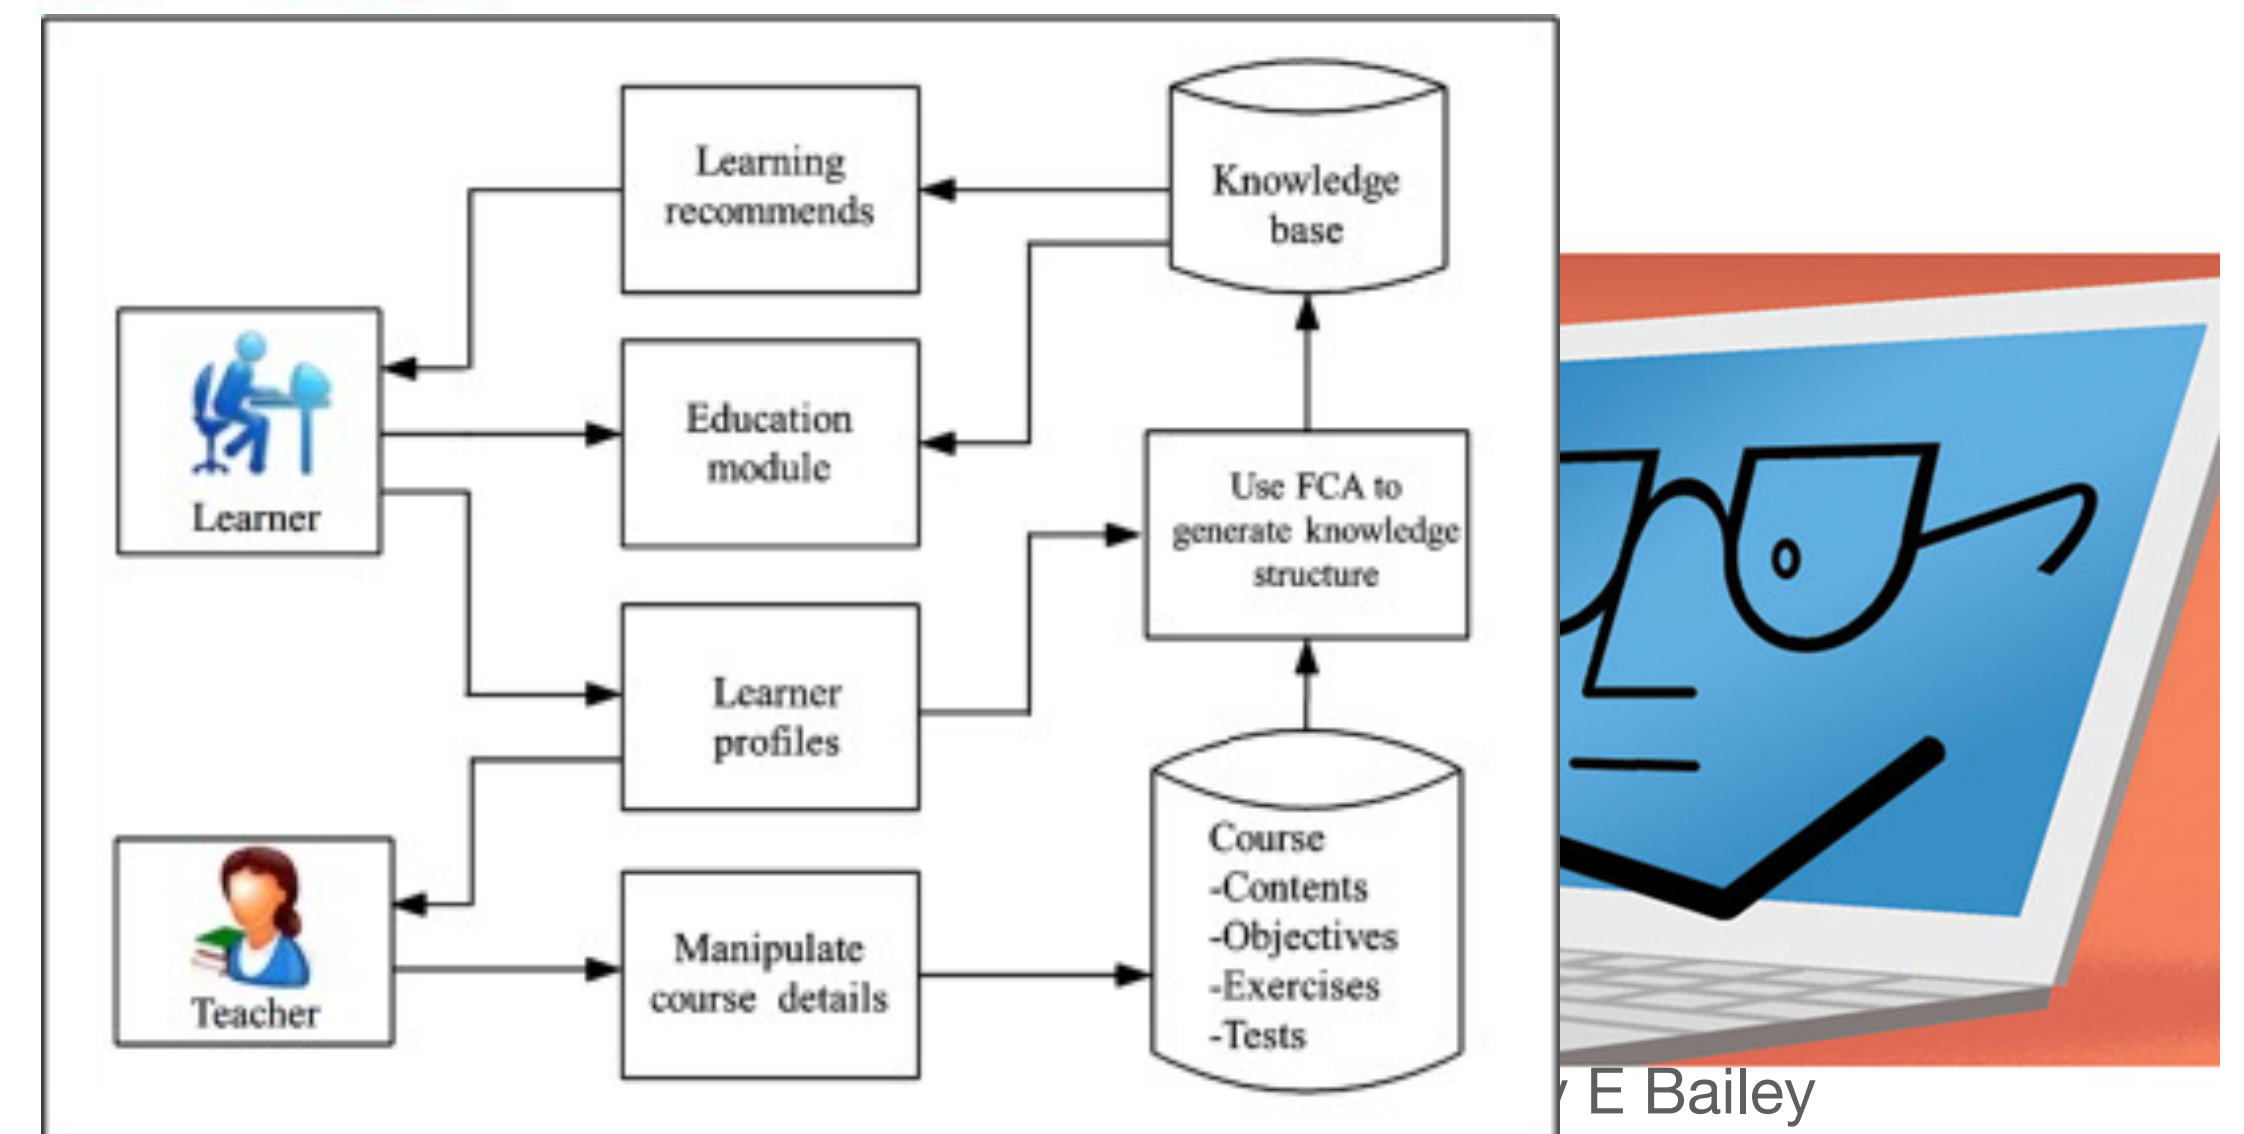 Learning
recommends
Knowledge
base
Learner
Education
module
Use FCA to
generate knowledge
structure
Learner
profiles
Teacher
Manipulate
course details
Course
-Contents
-Objectives
-Exercises
-Tests
E Bailey